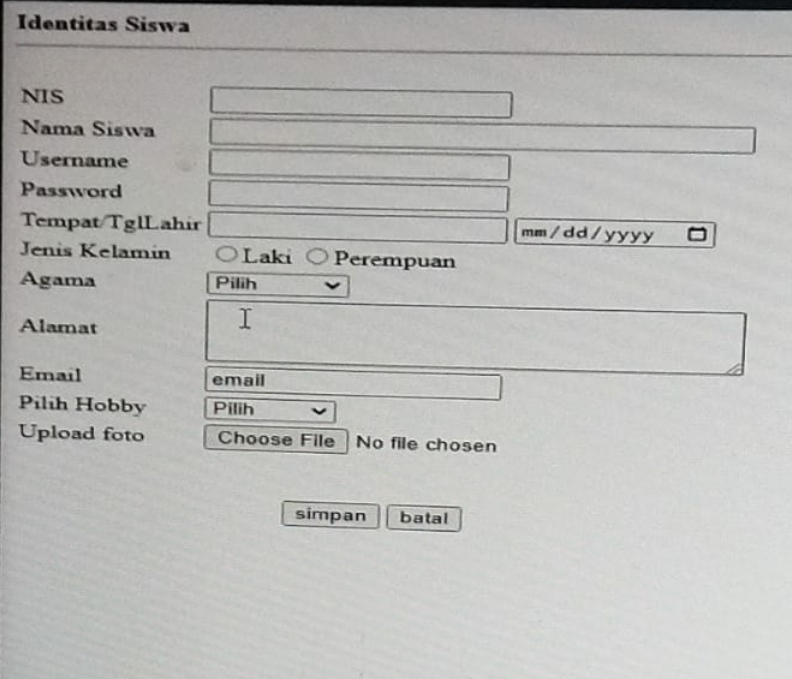 Identitas Siswa
NIS
Nama Siswa
Username
Password
Tempat/TglLahir mm/dd/yyyy
Jenis Kelamin Laki Perempuan
Agama Pilih
Alamat
Email email
Pilih Hobby Pilih
Upload foto Choose File No file chosen
simpan batal